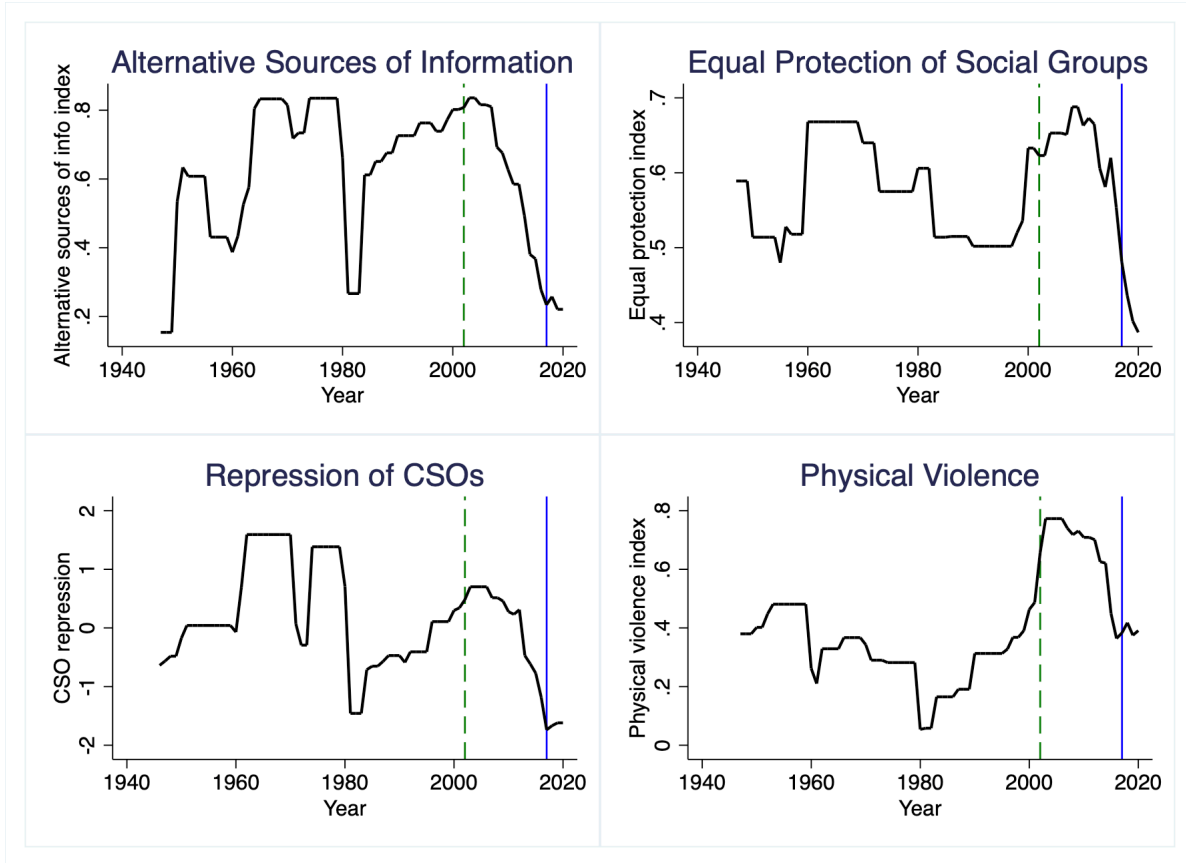 Alternative Sources of Information
Alternative sources of info index
.8
.6
.4
.2
1940 1960 1980 2000 2020
Year
Equal Protection of Social Groups
Equal protection index
.7
.6
.5
.4
1940 1960 1980 2000 2020
Year
Repression of CSOs
CSO repression
2
1
0
-1
-2
1940 1960 1980 2000 2020
Year
Physical Violence
Physical violence index
.8
.6
.4
.2
0
1940 1960 1980 2000 2020
Year